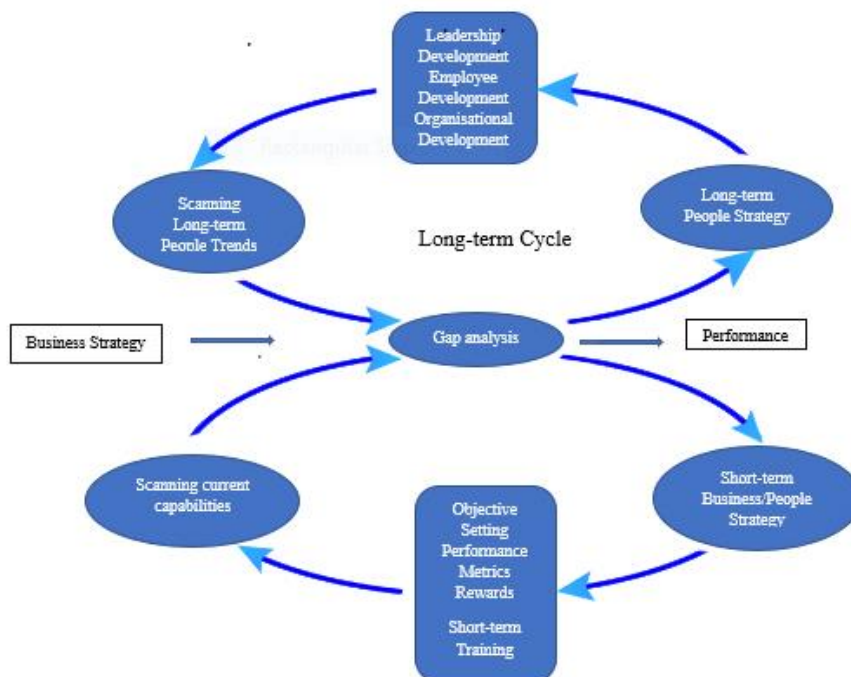 Leadership
Development
Employee
Development
Organisational
Development
Scanning
Long-term
People Trends
Long-term
People Strategy
Long-term Cycle
Business Strategy
Gap analysis
Performance
Scanning current
capabilities
Objective
Setting
Performance
Metrics
Rewards
Short-term
Training
Short-term
Business/People
Strategy